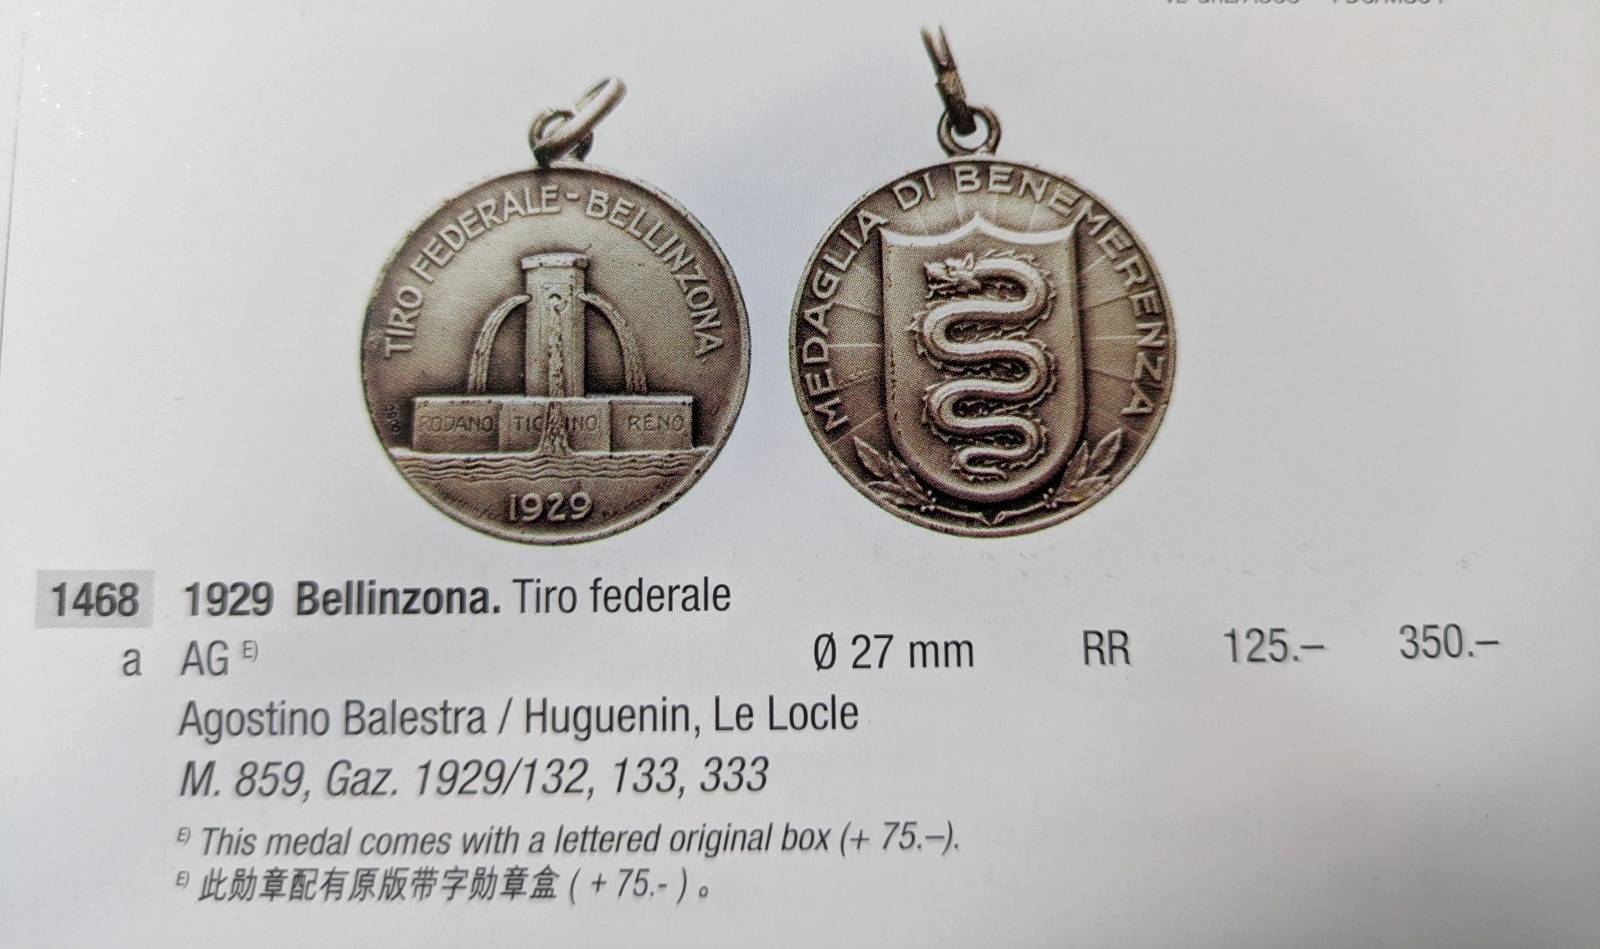 TIRO FEDERALE-BELLINZONA
RODANO TICINO RENO
1929
MEDAGLIA DI BENEMERENZA
1468 1929 Bellinzona. Tiro federale
a AG E) Ø 27 mm RR 125.– 350.–
Agostino Balestra / Huguenin, Le Locle
M. 859, Gaz. 1929/132, 133, 333
E) This medal comes with a lettered original box (+ 75.–).
E) 此勋章配有原版带字勋章盒 ( + 75.- ) 。